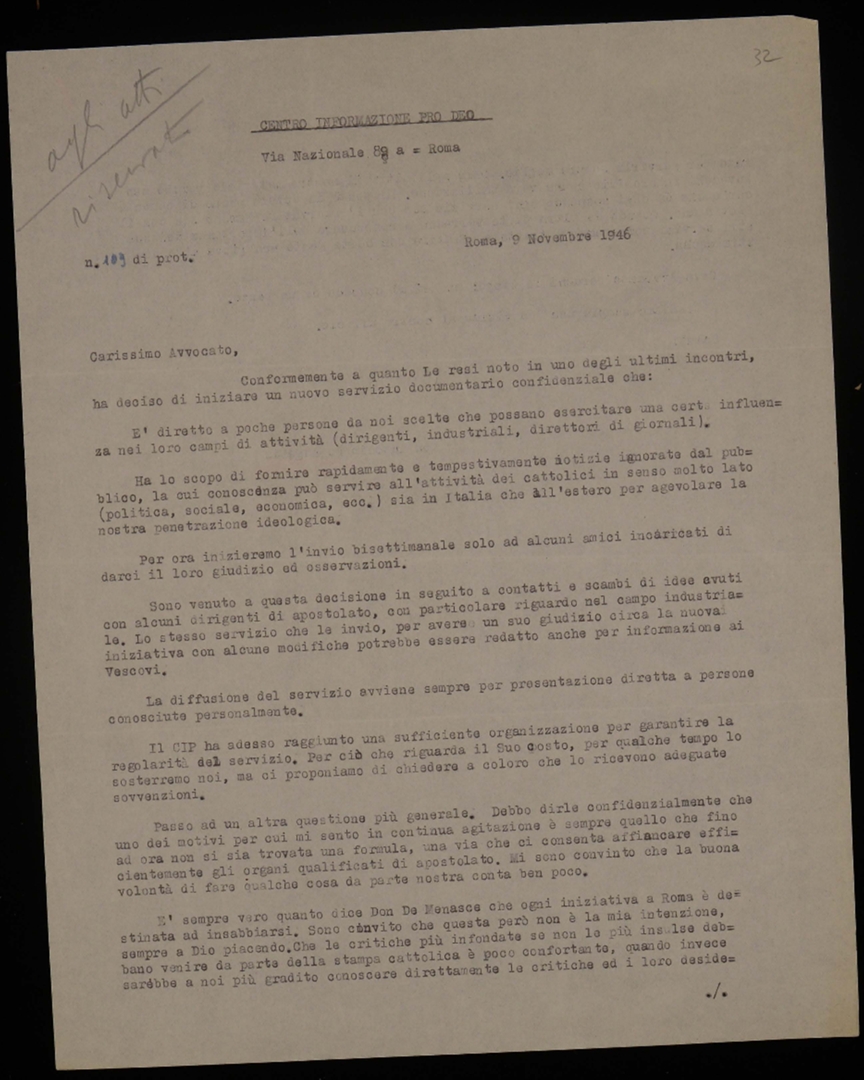 32
agli atti
riservati
CENTRO INFORMAZIONE PRO DEO
Via Nazionale 89 a = Roma
Roma, 9 Novembre 1946
n. 103 di prot.
Carissimo Avvocato,
Conformemente a quanto Le resi noto in uno degli ultimi incontri,
ha deciso di iniziare un nuovo servizio documentario confidenziale che:
E' diretto a poche persone da noi scelte che possano esercitare una certa influen=
za nei loro campi di attività (dirigenti, industriali, direttori di giornali).
Ha lo scopo di fornire rapidamente e tempestivamente notizie ignorate dal pub=
blico, la cui conoscenza può servire all'attività dei cattolici in senso molto lato
(politica, sociale, economica, ecc.) sia in Italia che all'estero per agevolare la
nostra penetrazione ideologica.
Per ora inizieremo l'invio bisettimanale solo ad alcuni amici incaricati di
darci il loro giudizio ed osservazioni.
Sono venuto a questa decisione in seguito a contatti e scambi di idee avuti
con alcuni dirigenti di apostolato, con particolare riguardo nel campo industria=
le. Lo stesso servizio che le invio, per avere un suo giudizio circa la nuova
iniziativa con alcune modifiche potrebbe essere redatto anche per informazione ai
Vescovi.
La diffusione del servizio avviene sempre per presentazione diretta a persone
conosciute personalmente.
Il CIP ha adesso raggiunto una sufficiente organizzazione per garantire la
regolarità del servizio. Per ciò che riguarda il Suo costo, per qualche tempo lo
sosterremo noi, ma ci proponiamo di chiedere a coloro che lo ricevono adeguate
sovvenzioni.
Passo ad un altra questione più generale. Debbo dirle confidenzialmente che
uno dei motivi per cui mi sento in continua agitazione è sempre quello che fino
ad ora non si sia trovata una formula, una via che ci consenta affiancare effi=
cientemente gli organi qualificati di apostolato. Mi sono convinto che la buona
volontà di fare qualche cosa da parte nostra conta ben poco.
E' sempre vero quanto dice Don De Menasce che ogni iniziativa a Roma è de=
stinata ad insabbiarsi. Sono convito che questa però non è la mia intenzione,
sempre a Dio piacendo.Che le critiche più infondate se non le più insulse deb=
bano venire da parte della stampa cattolica è poco confortante, quando invece
sarebbe a noi più gradito conoscere direttamente le critiche ed i loro deside=
./.